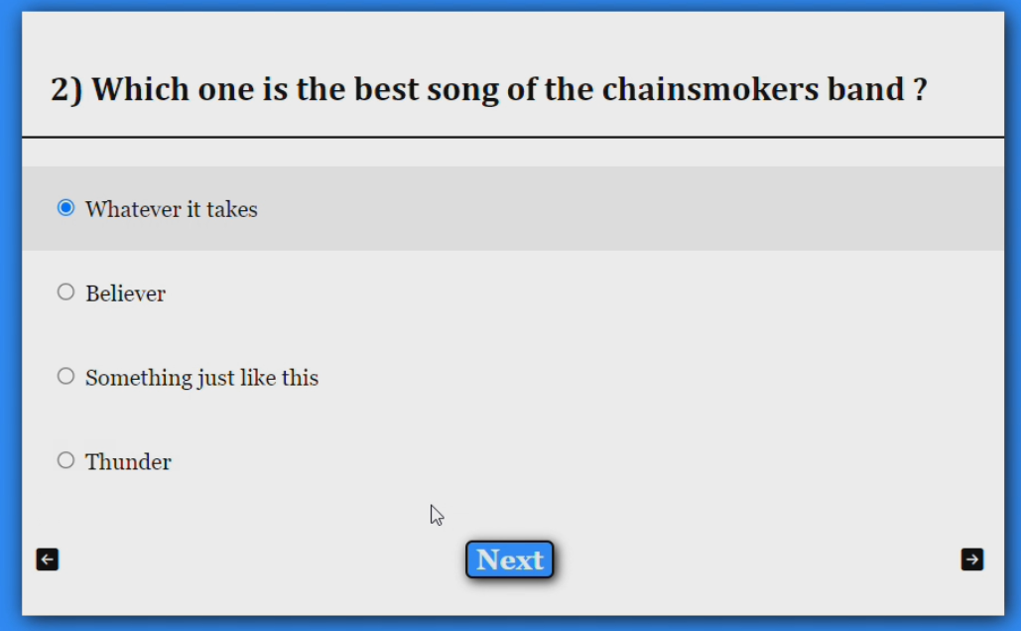 2) Which one is the best song of the chainsmokers band ?
Whatever it takes
Believer
Something just like this
Thunder
Next